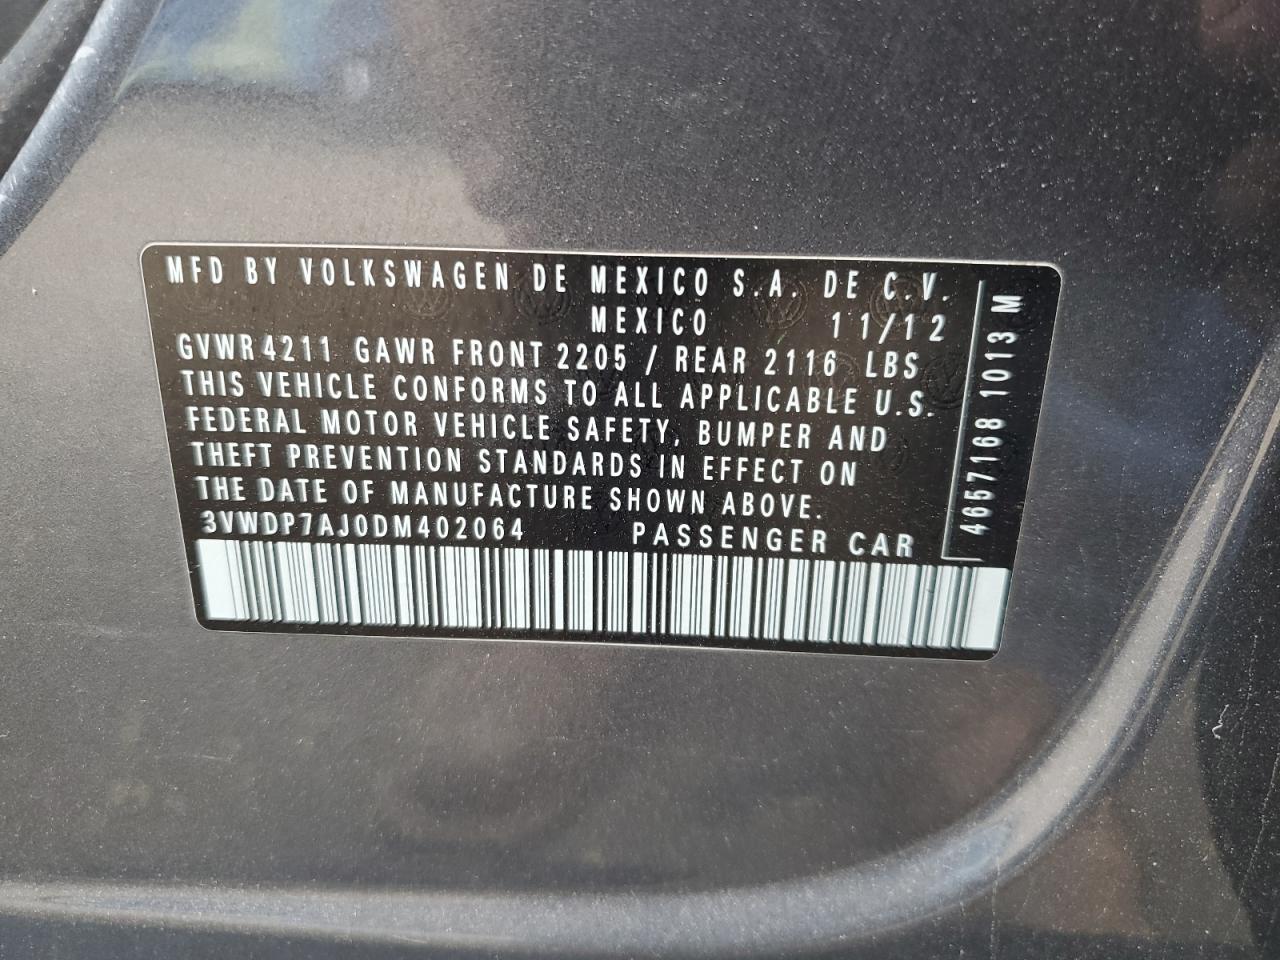 MFD BY VOLKSWAGEN DE MEXICO S.A. DE C.V.
MEXICO 11/12
GVWR 4211 GAWR FRONT 2205 / REAR 2116 LBS
THIS VEHICLE CONFORMS TO ALL APPLICABLE U.S.
FEDERAL MOTOR VEHICLE SAFETY, BUMPER AND
THEFT PREVENTION STANDARDS IN EFFECT ON
THE DATE OF MANUFACTURE SHOWN ABOVE.
3VWDP7AJ0DM402064 PASSENGER CAR
4657168 1013 M